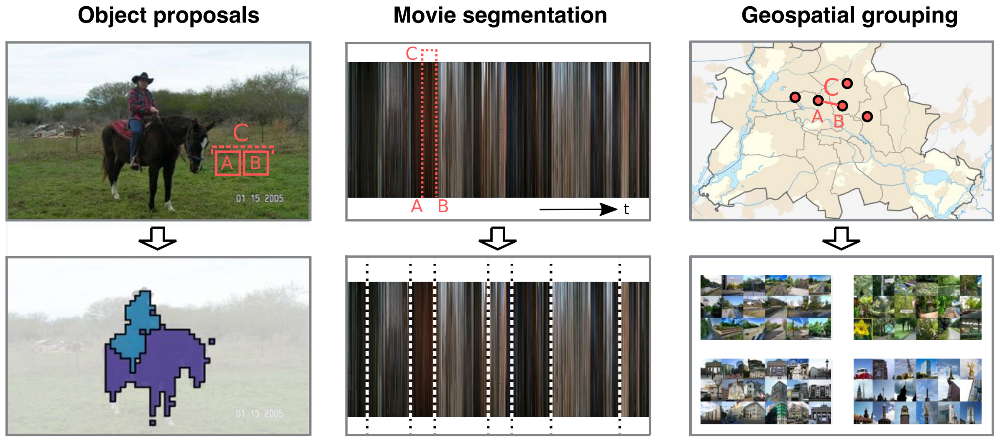 Object proposals
Movie segmentation
Geospatial grouping
C
A B
01 15 2005
C
A B
t
C
A
B
01 15 2005